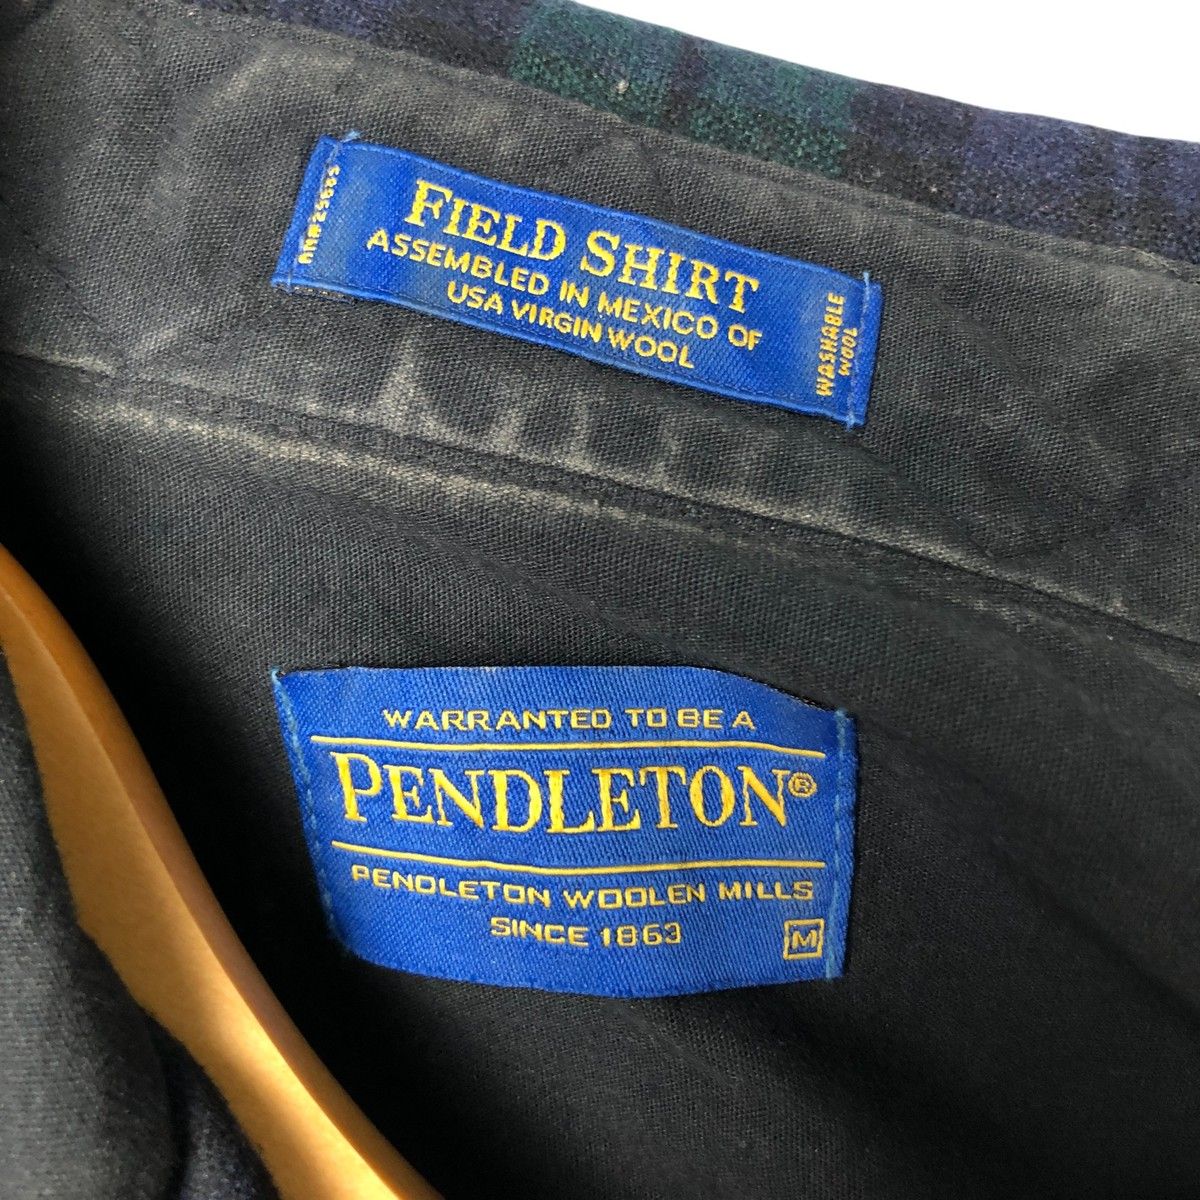 FIELD SHIRT
ASSEMBLED IN MEXICO OF
USA VIRGIN WOOL
WASHABLE
WOOL
WARRANTED TO BE A
PENDLETON®
PENDLETON WOOLEN MILLS
SINCE 1863
M